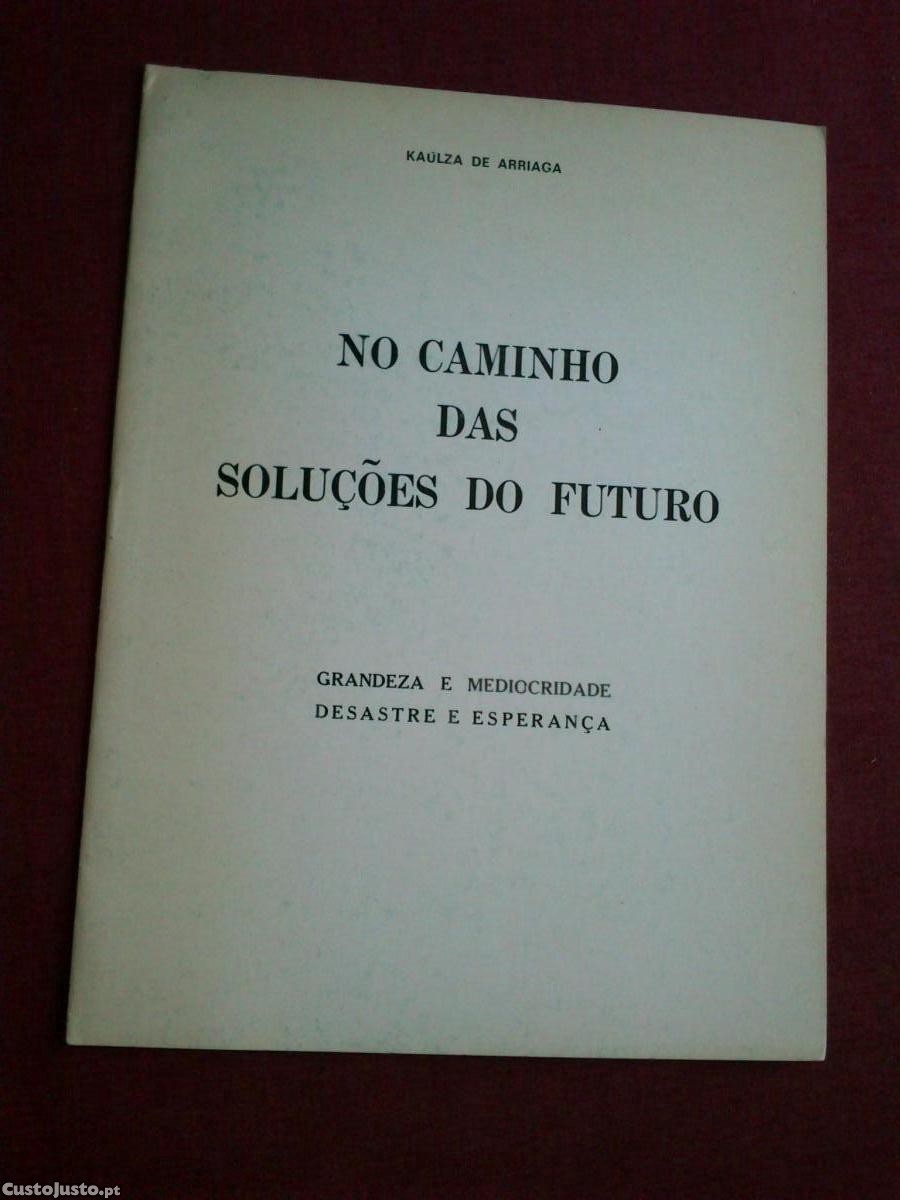 KAÚLZA DE ARRIAGA
NO CAMINHO
DAS
SOLUÇÕES DO FUTURO
GRANDEZA E MEDIOCRIDADE
DESASTRE E ESPERANÇA
CustoJusto.pt